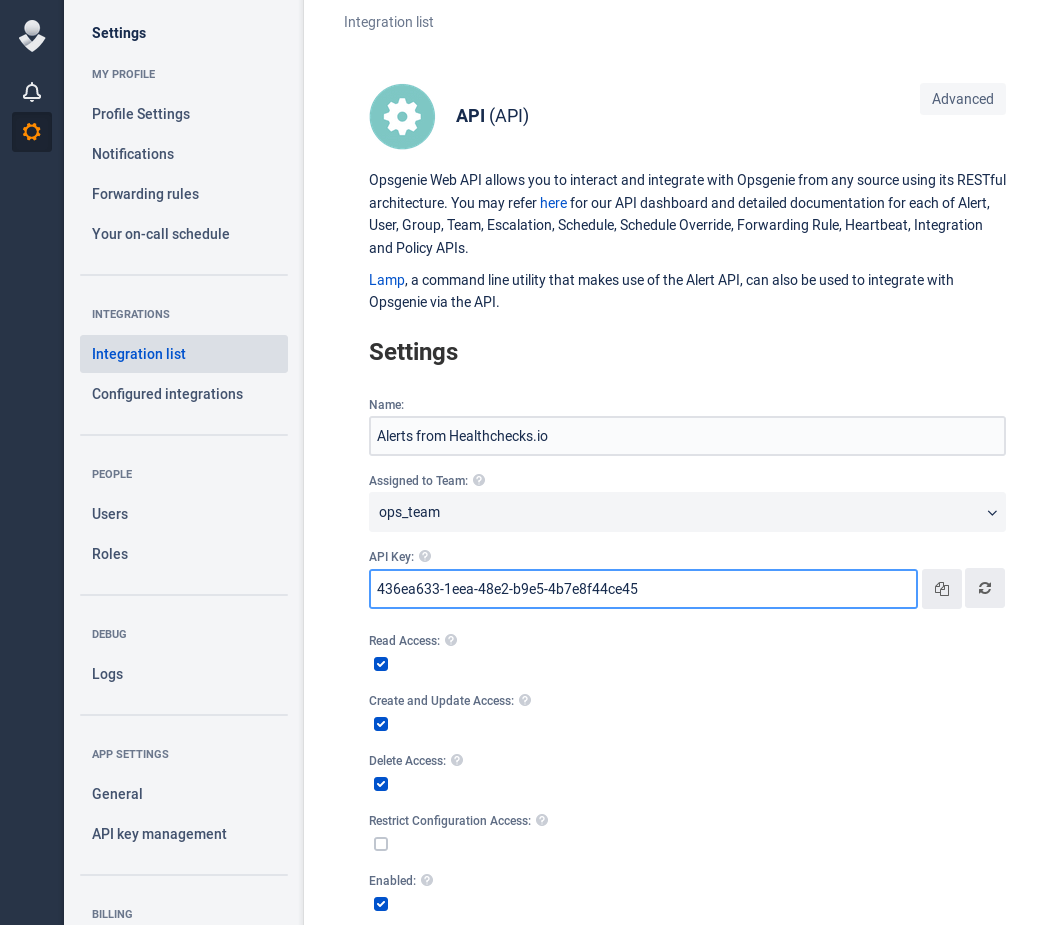 Settings
MY PROFILE
Profile Settings
Notifications
Forwarding rules
Your on-call schedule
INTEGRATIONS
Integration list
Configured integrations
PEOPLE
Users
Roles
DEBUG
Logs
APP SETTINGS
General
API key management
BILLING
Integration list
API (API)
Advanced
Opsgenie Web API allows you to interact and integrate with Opsgenie from any source using its RESTful
architecture. You may refer here for our API dashboard and detailed documentation for each of Alert,
User, Group, Team, Escalation, Schedule, Schedule Override, Forwarding Rule, Heartbeat, Integration
and Policy APIs.
Lamp, a command line utility that makes use of the Alert API, can also be used to integrate with
Opsgenie via the API.
Settings
Name:
Alerts from Healthchecks.io
Assigned to Team: ?
ops_team
API Key: ?
436ea633-1eea-48e2-b9e5-4b7e8f44ce45
Read Access: ?
Create and Update Access: ?
Delete Access: ?
Restrict Configuration Access: ?
Enabled: ?